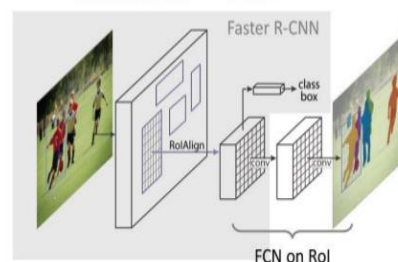 Faster R-CNN
class
box
RoIAlign
conv
conv
FCN on RoI